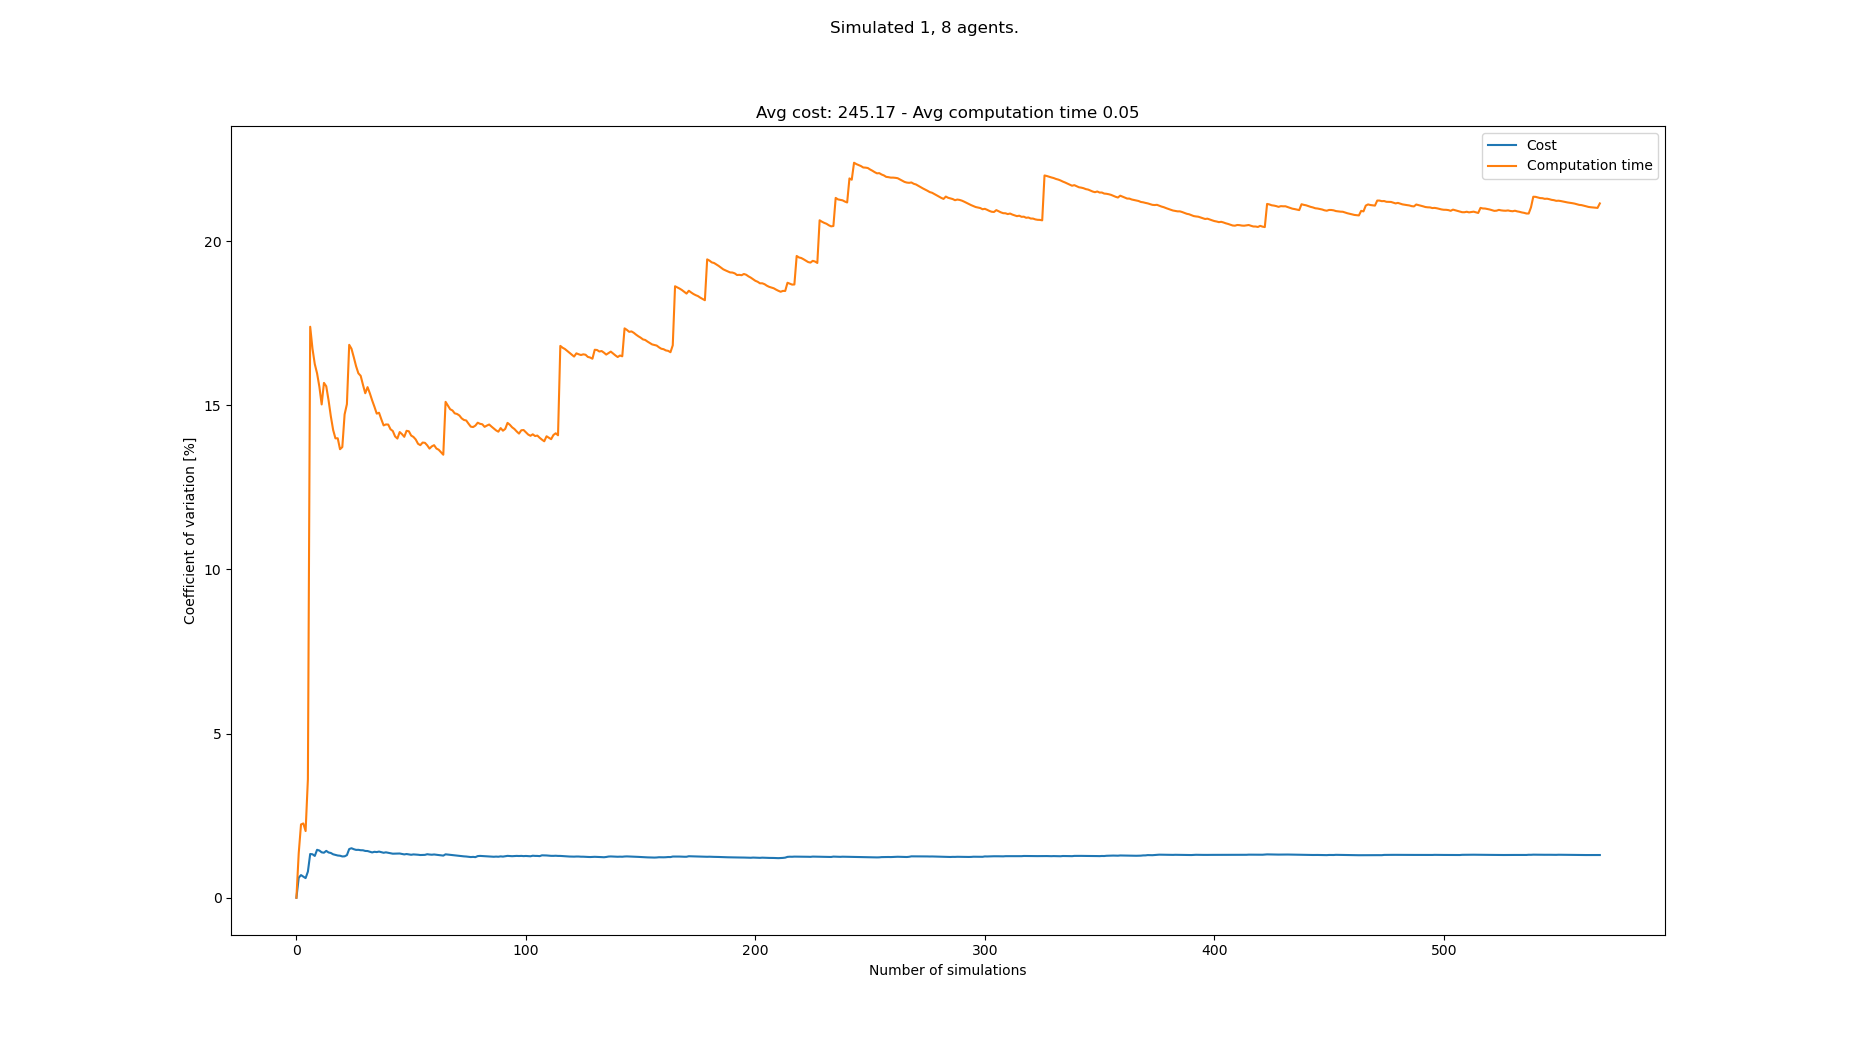 Simulated 1, 8 agents.
Avg cost: 245.17 - Avg computation time 0.05
Cost
Computation time
20
15
10
5
0
Coefficient of variation [%]
0 100 200 300 400 500
Number of simulations